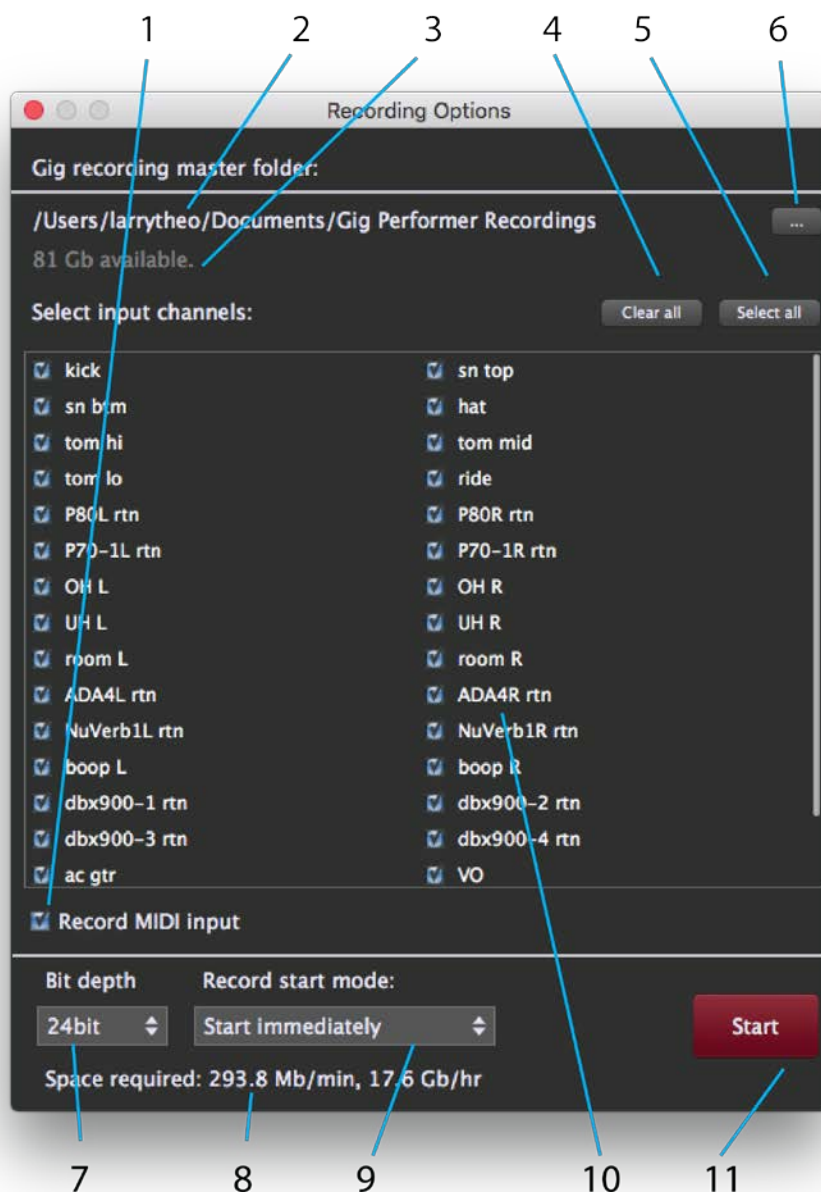 1 2 3 4 5 6
Recording Options
Gig recording master folder:
/Users/larrytheo/Documents/Gig Performer Recordings ...
81 Gb available.
Select input channels: Clear all Select all
kick sn top
sn btm hat
tom hi tom mid
tom lo ride
P80L rtn P80R rtn
P70-1L rtn P70-1R rtn
OH L OH R
UH L UH R
room L room R
ADA4L rtn ADA4R rtn
NuVerb1L rtn NuVerb1R rtn
boop L boop R
dbx900-1 rtn dbx900-2 rtn
dbx900-3 rtn dbx900-4 rtn
ac gtr VO
Record MIDI input
Bit depth Record start mode:
24bit Start immediately Start
Space required: 293.8 Mb/min, 17.6 Gb/hr
7 8 9 10 11